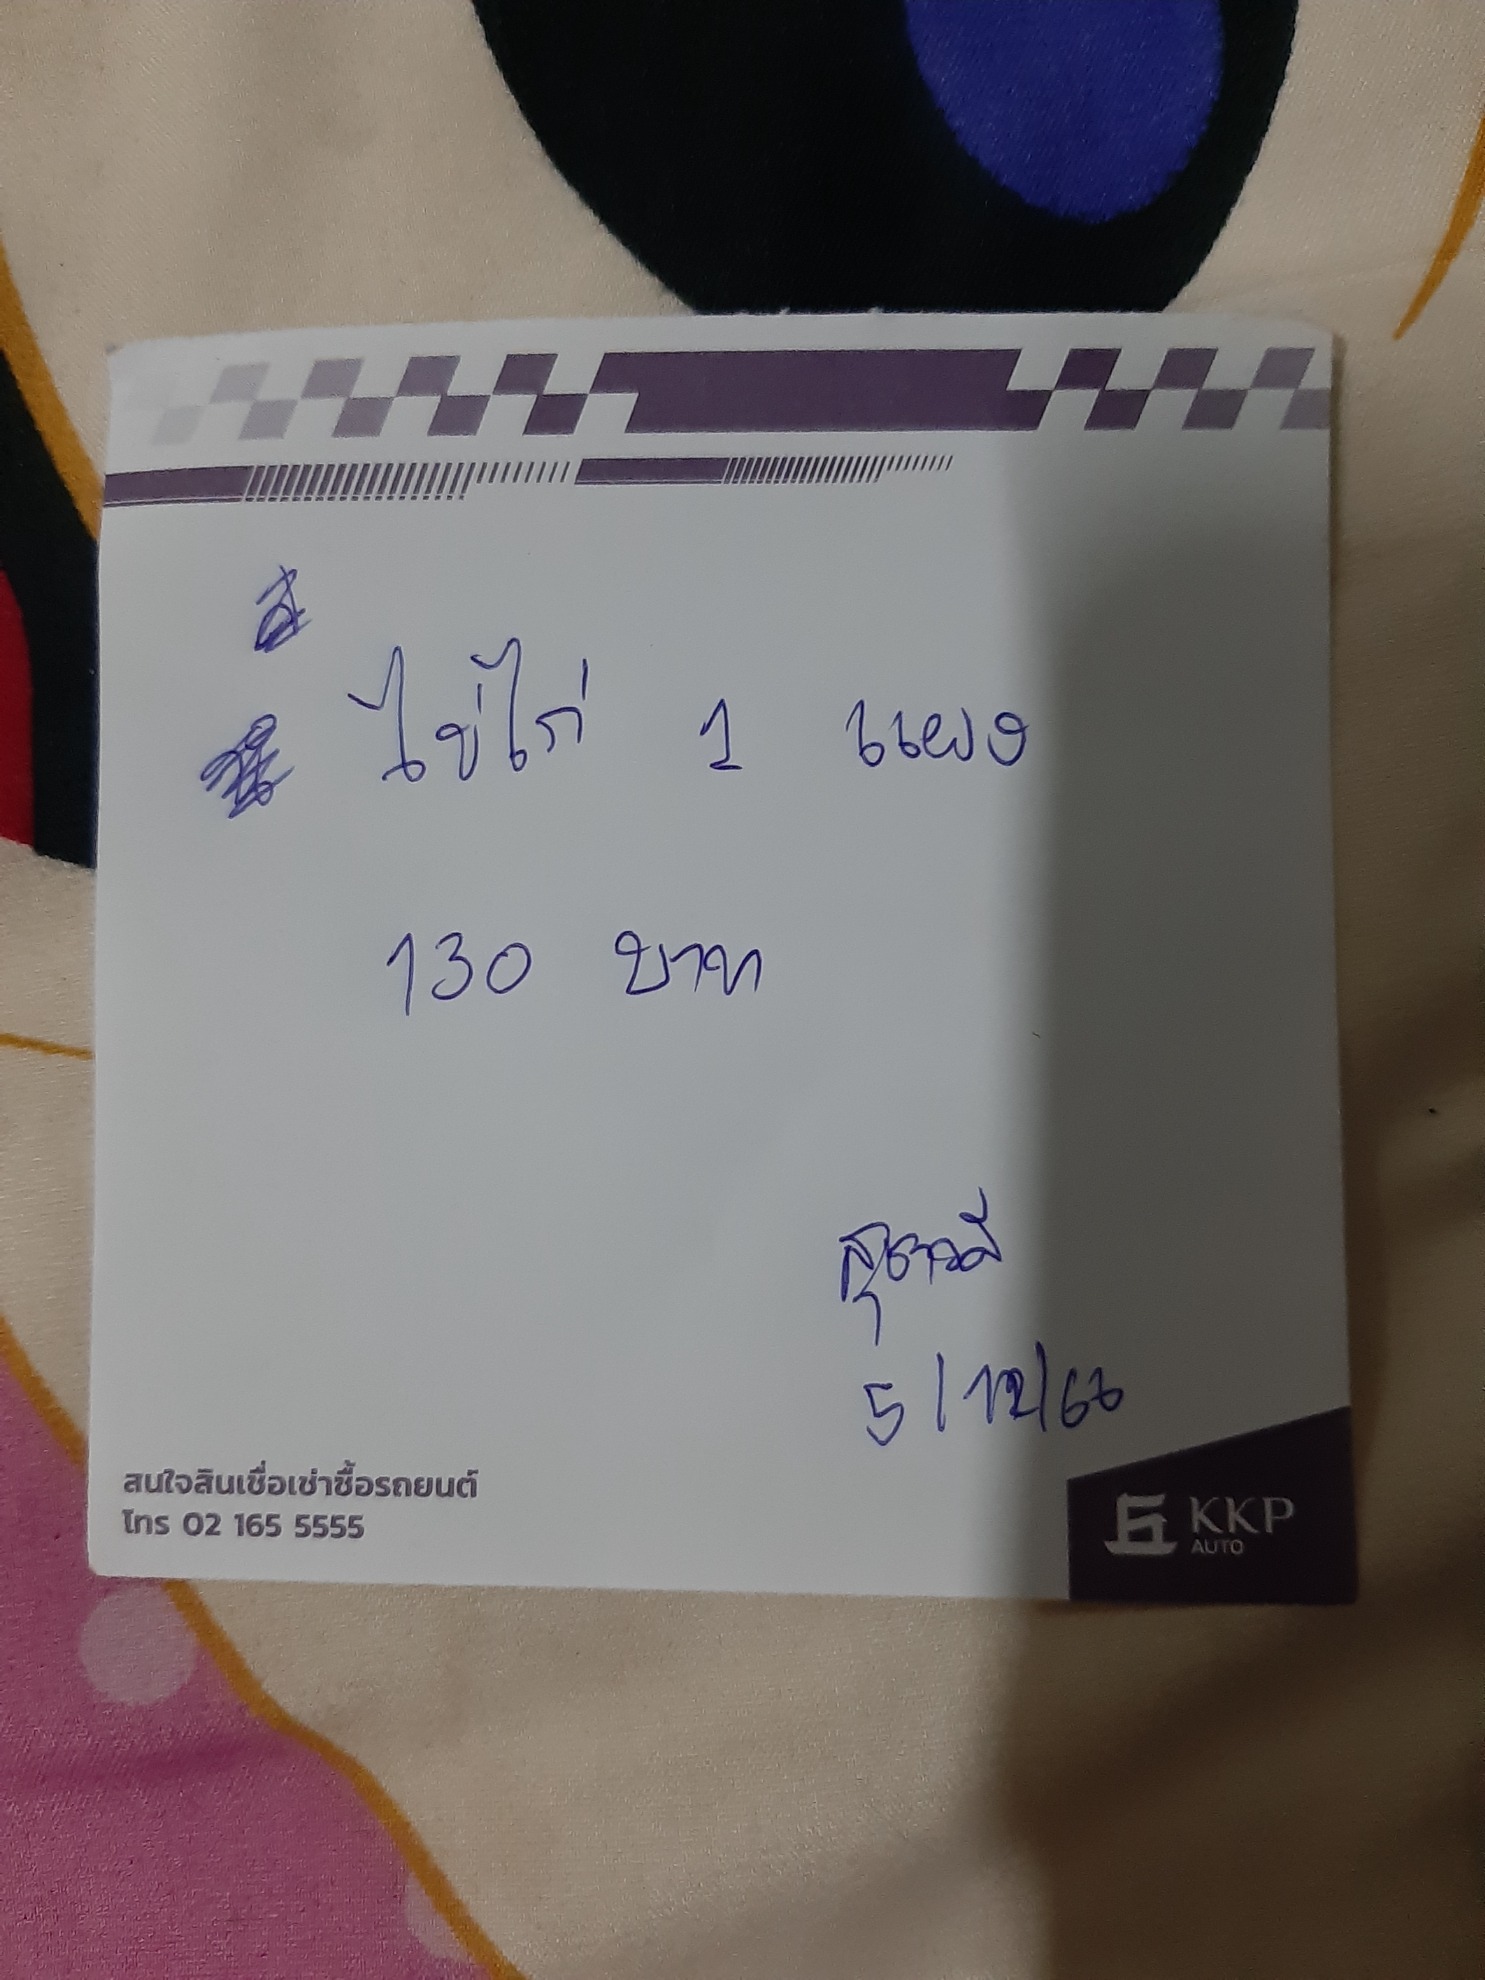 ไข่ไก่ 1 แผง
130 บาท
5/12/66
สนใจสินเชื่อเช่าซื้อรถยนต์
โทร 02 165 5555
KKP
AUTO